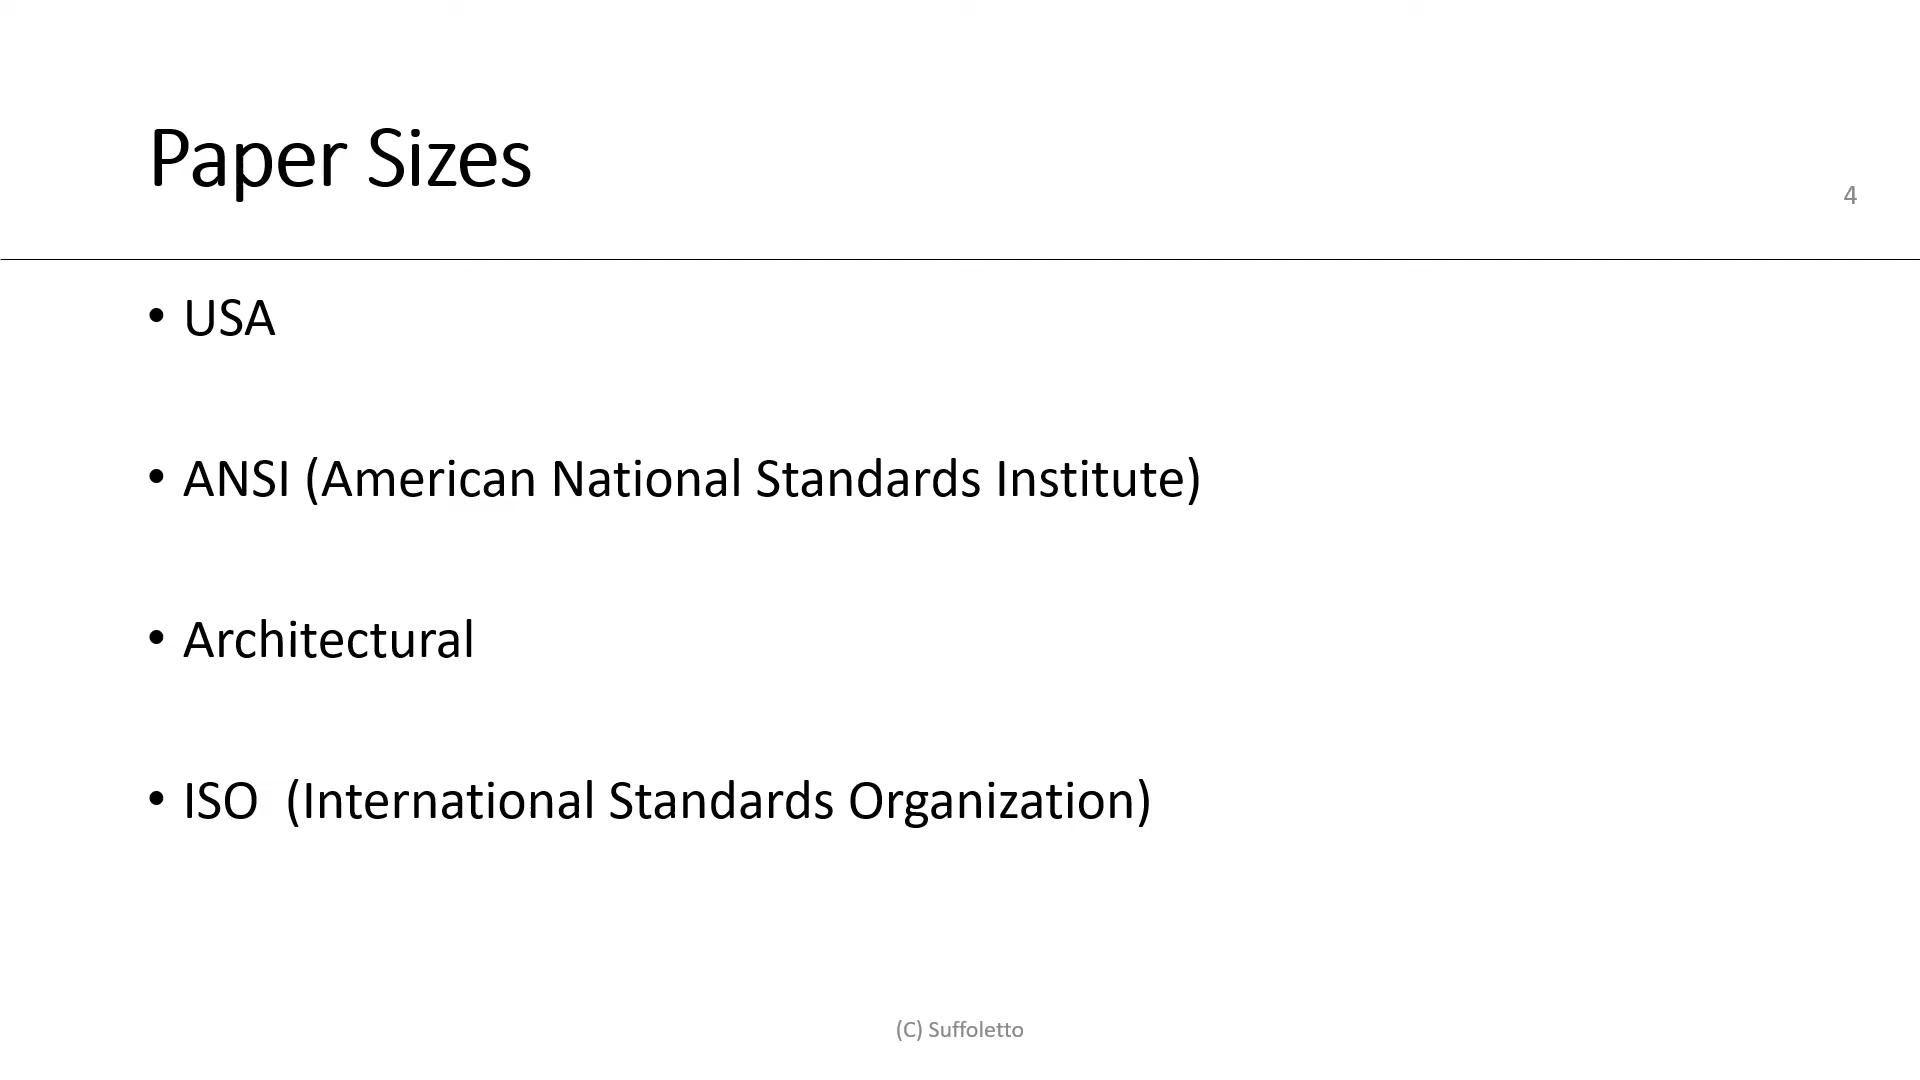 Paper Sizes
4
• USA
• ANSI (American National Standards Institute)
• Architectural
• ISO  (International Standards Organization)
(C) Suffoletto